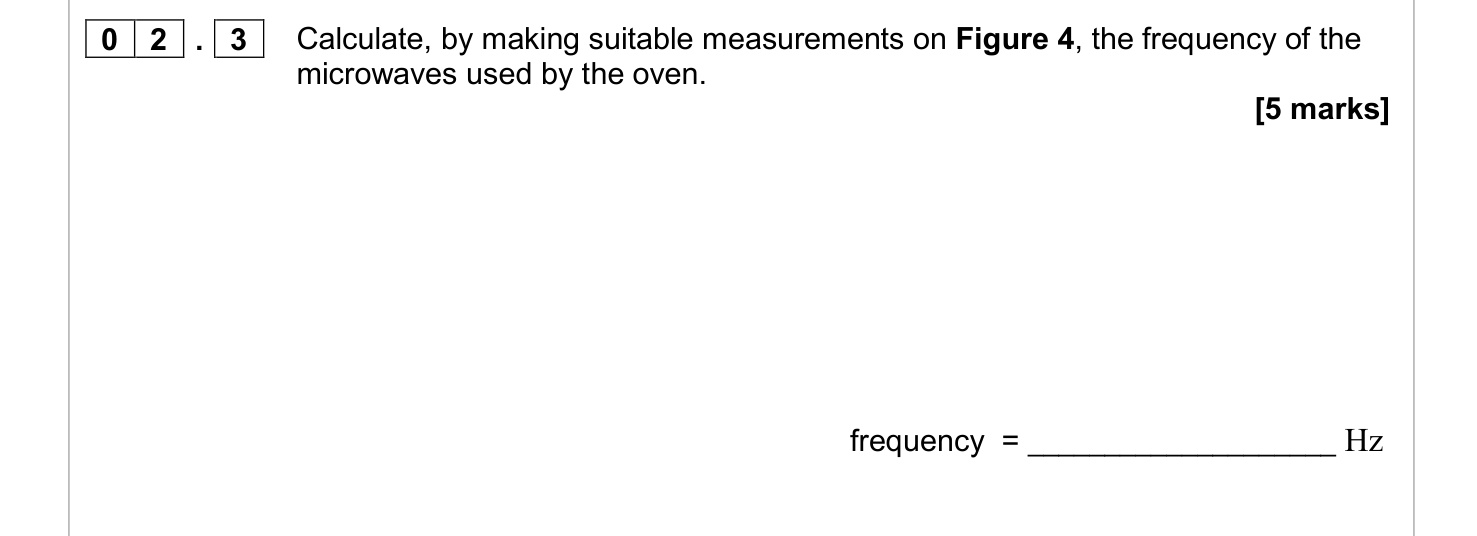 0 2 . 3 Calculate, by making suitable measurements on Figure 4, the frequency of the
microwaves used by the oven.
[5 marks]
frequency = ____________________ Hz